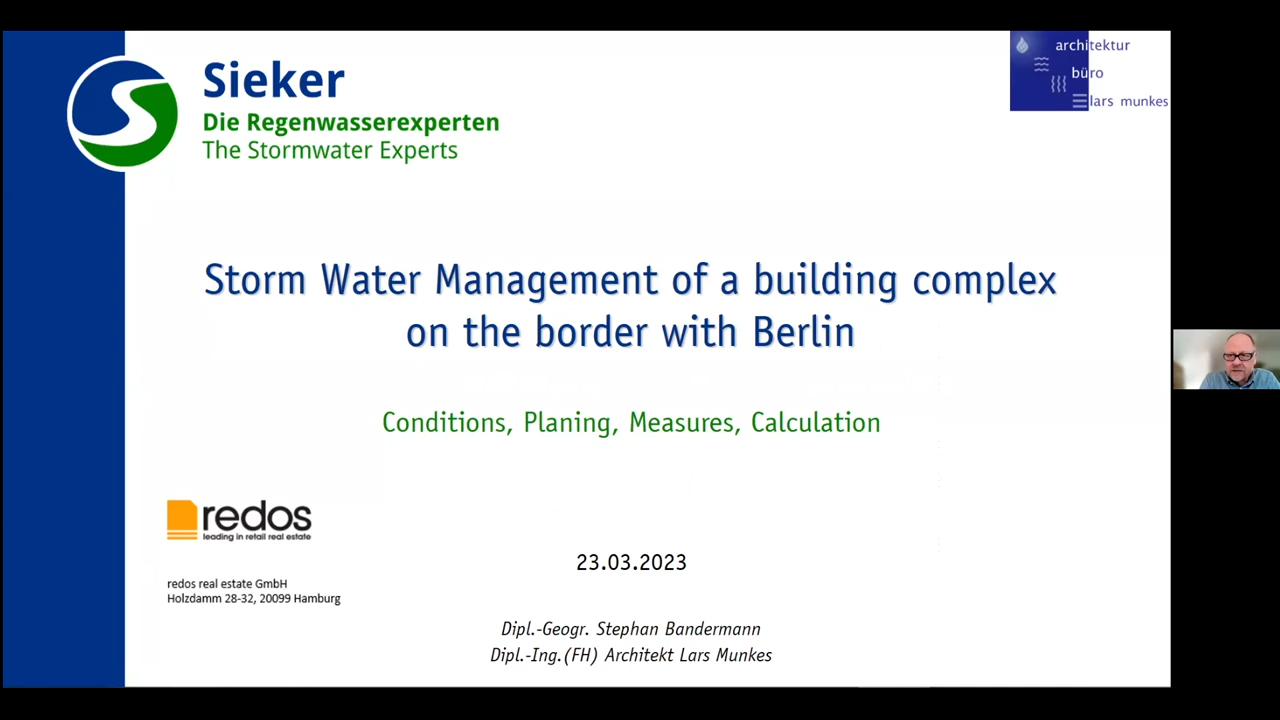 Sieker
Die Regenwasserexperten
The Stormwater Experts
architektur
büro
lars munkes
Storm Water Management of a building complex
on the border with Berlin
Conditions, Planing, Measures, Calculation
redos
leading in retail real estate
redos real estate GmbH
Holzdamm 28-32, 20099 Hamburg
23.03.2023
Dipl.-Geogr. Stephan Bandermann
Dipl.-Ing.(FH) Architekt Lars Munkes